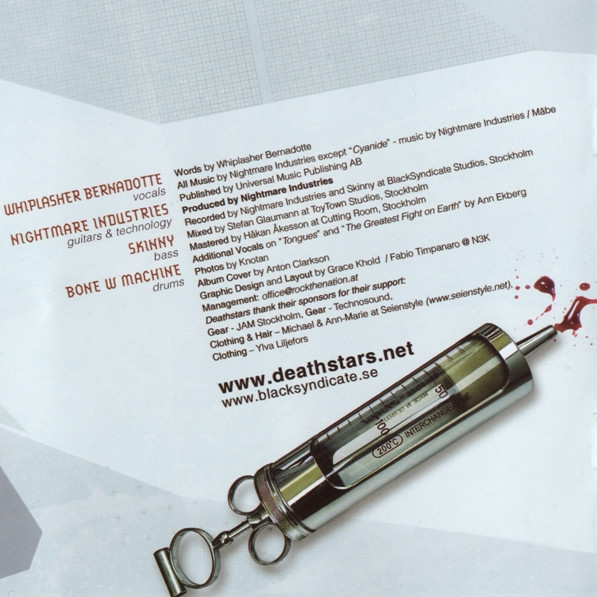 WHIPLASHER BERNADOTTE
vocals
NIGHTMARE INDUSTRIES
guitars & technology
SKINNY
bass
BONE W MACHINE
drums
Words by Whiplasher Bernadotte
All Music by Nightmare Industries except "Cyanide" - music by Nightmare Industries / Måbe
Published by Universal Music Publishing AB
Produced by Nightmare Industries
Recorded by Nightmare Industries and Skinny at BlackSyndicate Studios, Stockholm
Mixed by Stefan Glaumann at ToyTown Studios, Stockholm
Mastered by Håkan Åkesson at Cutting Room, Stockholm
Additional Vocals on "Tongues" and "The Greatest Fight on Earth" by Ann Ekberg
Photos by Knotan
Album Cover by Anton Clarkson
Graphic Design and Layout by Grace Khold / Fabio Timpanaro @ N3K
Management: office@rockthenation.at
Deathstars thank their sponsors for their support:
Gear - JAM Stockholm, Gear - Technosound,
Clothing & Hair – Michael & Ann-Marie at Seienstyle (www.seienstyle.net),
Clothing – Ylva Liljefors
www.deathstars.net
www.blacksyndicate.se
50
100
200°C INTERCHANGE